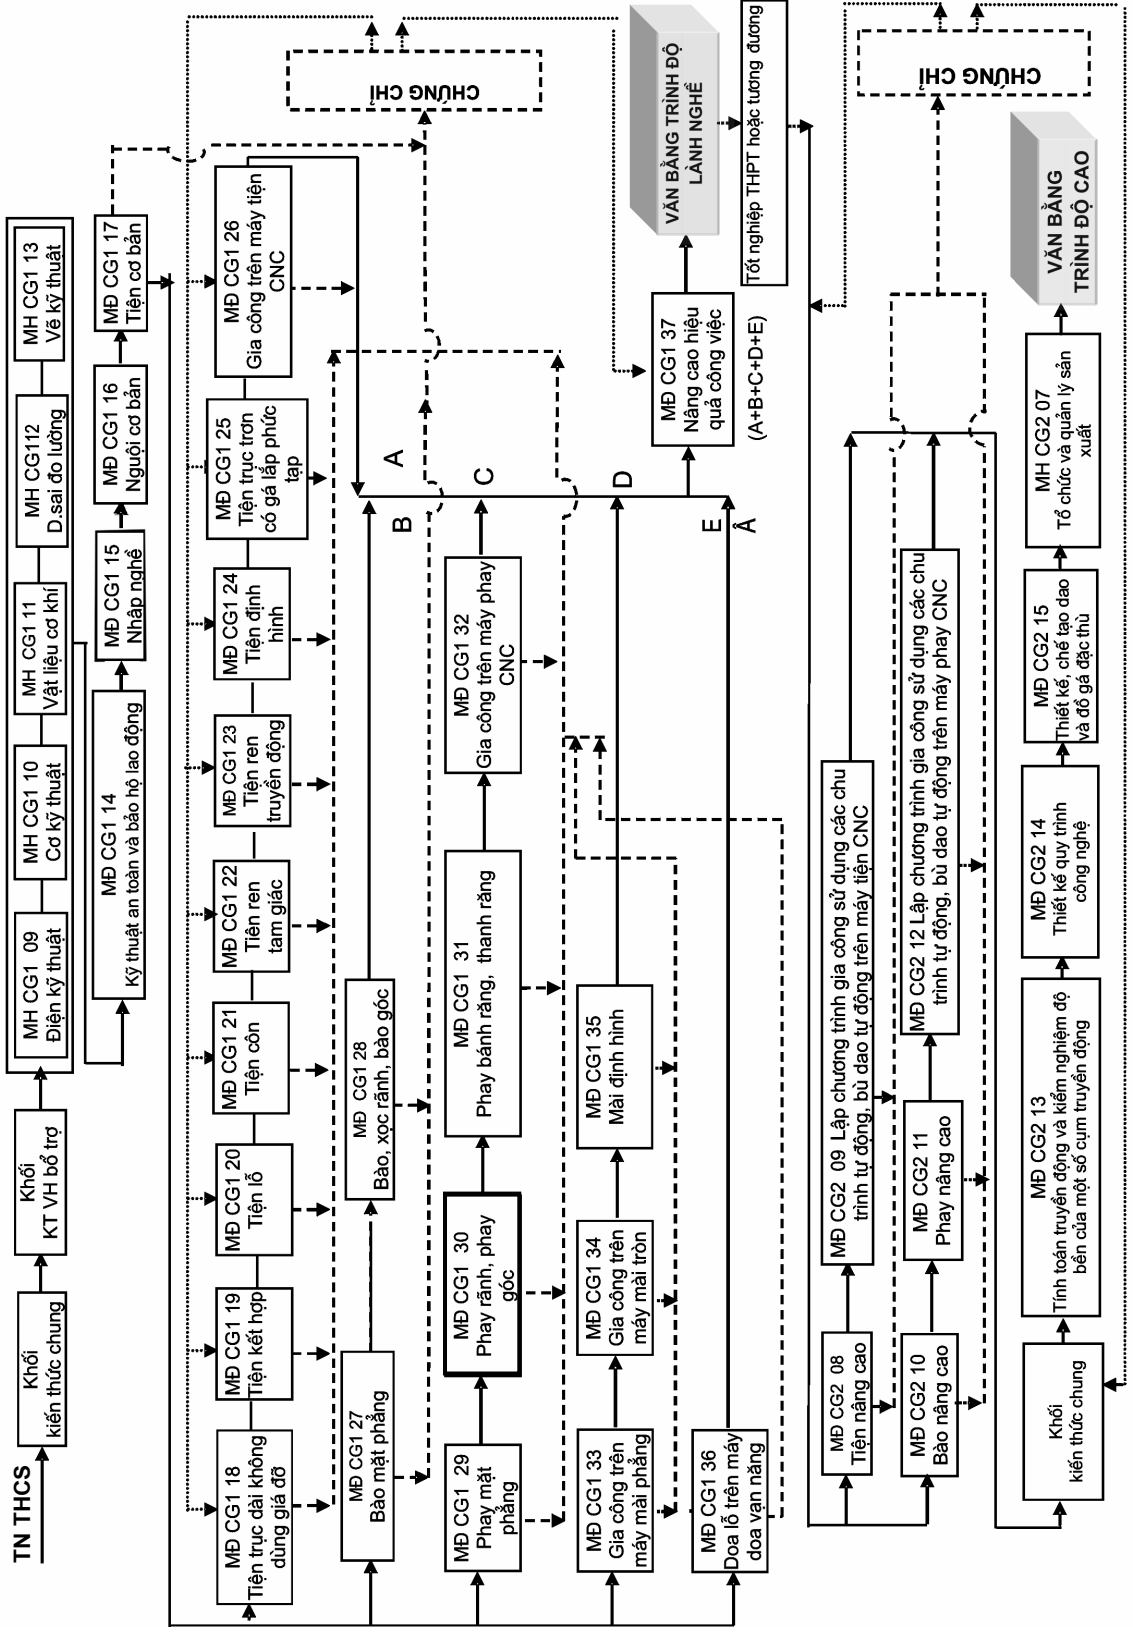 TN THCS
Khối
kiến thức chung
Khối
KT VH bổ trợ
MH CG1 09
Điện kỹ thuật
MH CG1 10
Cơ kỹ thuật
MH CG1 11
Vật liệu cơ khí
MH CG112
D.sai đo lường
MH CG1 13
Vẽ kỹ thuật
MĐ CG1 14
Kỹ thuật an toàn và bảo hộ lao động
MĐ CG1 15
Nhập nghề
MĐ CG1 16
Nguội cơ bản
MĐ CG1 17
Tiện cơ bản
MĐ CG1 18
Tiện trục dài không
dùng giá đỡ
MĐ CG1 19
Tiện kết hợp
MĐ CG1 20
Tiện lỗ
MĐ CG1 21
Tiện côn
MĐ CG1 22
Tiện ren
tam giác
MĐ CG1 23
Tiện ren
truyền động
MĐ CG1 24
Tiện định
hình
MĐ CG1 25
Tiện trục trơn
có gá lắp phức
tạp
MĐ CG1 26
Gia công trên máy tiện
CNC
CHỨNG CHỈ
MĐ CG1 27
Bào mặt phẳng
MĐ CG1 28
Bào, xọc rãnh, bào góc
A
B
MĐ CG1 29
Phay mặt
phẳng
MĐ CG1 30
Phay rãnh, phay
góc
MĐ CG1 31
Phay bánh răng, thanh răng
MĐ CG1 32
Gia công trên máy phay
CNC
C
MĐ CG1 33
Gia công trên
máy mài phẳng
MĐ CG1 34
Gia công trên
máy mài tròn
MĐ CG1 35
Mài định hình
D
MĐ CG1 36
Doa lỗ trên máy
doa vạn năng
E
Â
MĐ CG1 37
Nâng cao hiệu
quả công việc
(A+B+C+D+E)
VĂN BẰNG TRÌNH ĐỘ
LÀNH NGHỀ
Tốt nghiệp THPT hoặc tương đương
MĐ CG2 08
Tiện nâng cao
MĐ CG2 09 Lập chương trình gia công sử dụng các chu
trình tự động, bù dao tự động trên máy tiện CNC
MĐ CG2 10
Bào nâng cao
MĐ CG2 11
Phay nâng cao
MĐ CG2 12 Lập chương trình gia công sử dụng các chu
trình tự động, bù dao tự động trên máy phay CNC
CHỨNG CHỈ
Khối
kiến thức chung
MĐ CG2 13
Tính toán truyền động và kiểm nghiệm độ
bền của một số cụm truyền động
MĐ CG2 14
Thiết kế quy trình
công nghệ
MĐ CG2 15
Thiết kế, chế tạo dao
và đồ gá đặc thù
MH CG2 07
Tổ chức và quản lý sản
xuất
VĂN BẰNG
TRÌNH ĐỘ CAO